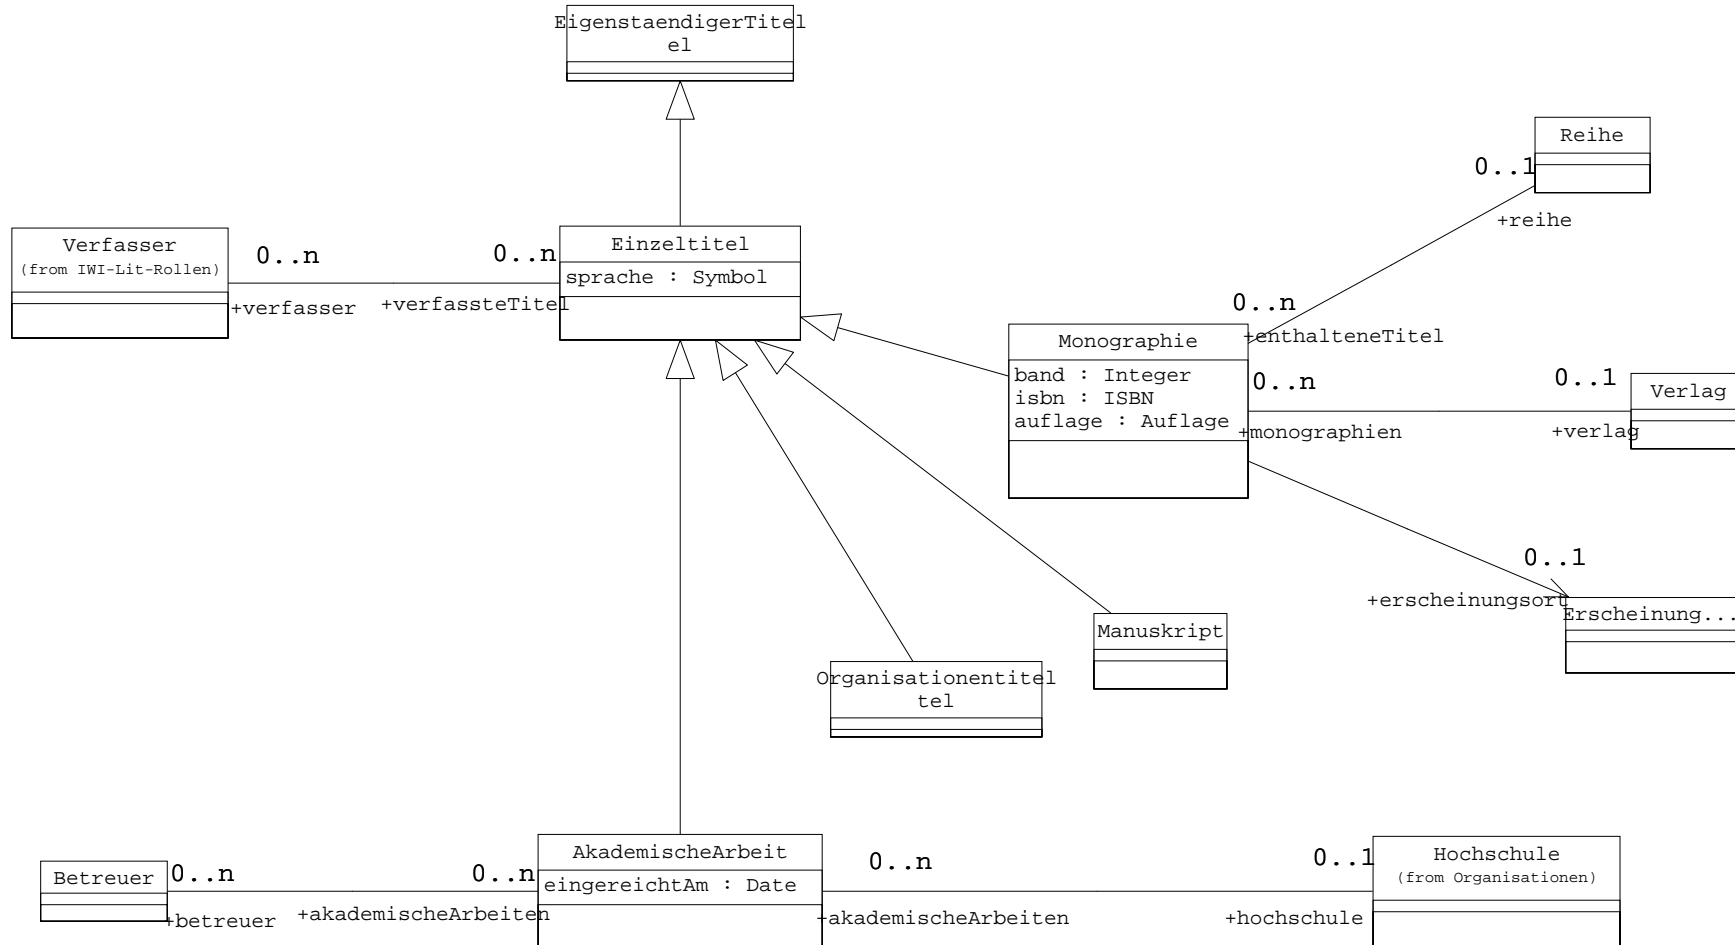 EigenstaendigerTitel
el
Reihe
0..1
+reihe
Verfasser
(from IWI-Lit-Rollen)
0..n
+verfasser
0..n
+verfassteTitel
Einzeltitel
sprache : Symbol
0..n
+enthalteneTitel
Monographie
band : Integer
isbn : ISBN
auflage : Auflage
0..n
+monographien
0..1
+verlag
Verlag
0..1
+erscheinungsort
Erscheinung...
Manuskript
Organisationentitel
tel
Betreuer
0..n
+betreuer
0..n
+akademischeArbeiten
AkademischeArbeit
eingereichtAm : Date
0..n
+akademischeArbeiten
0..1
+hochschule
Hochschule
(from Organisationen)